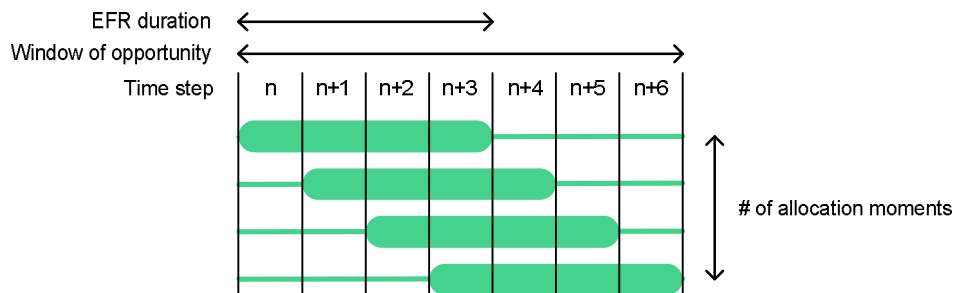 EFR duration
Window of opportunity
Time step n n+1 n+2 n+3 n+4 n+5 n+6
# of allocation moments